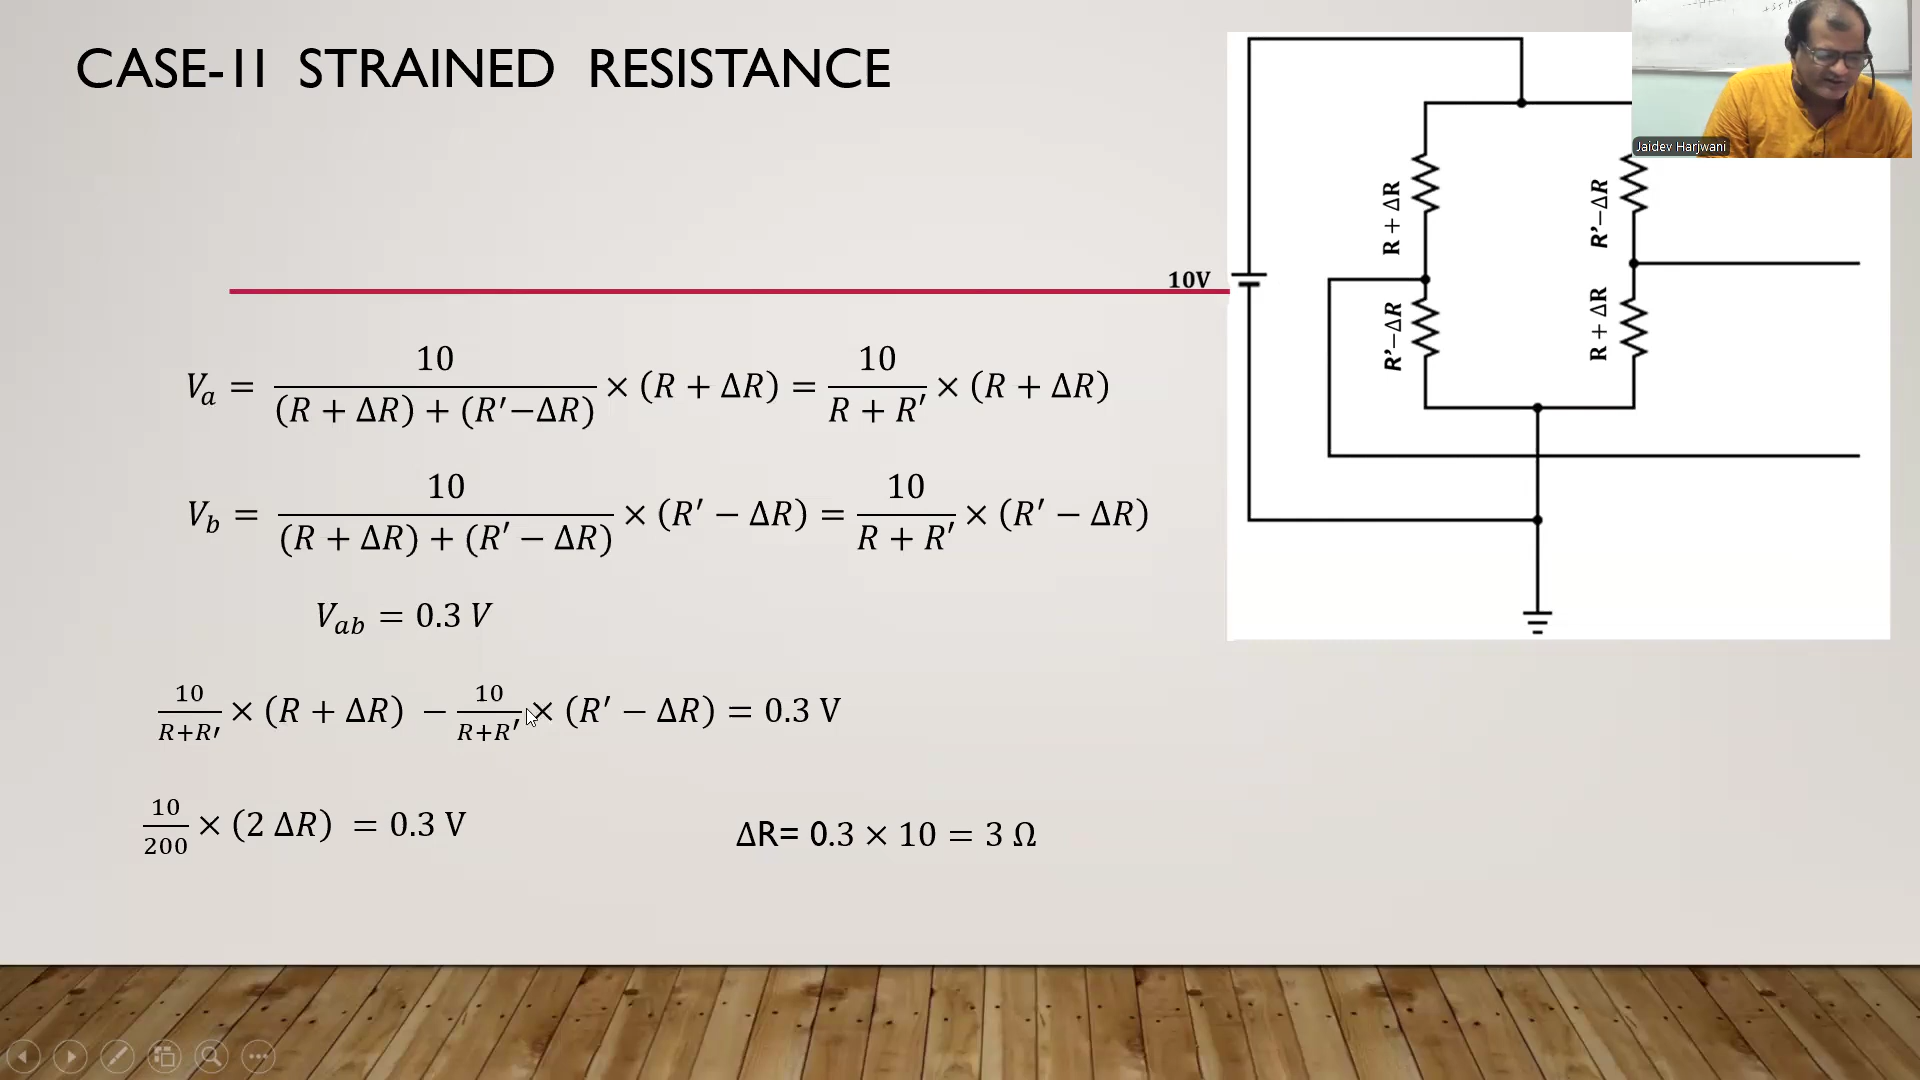 CASE-II STRAINED RESISTANCE
Jaidev Harjwani
R + ΔR
R'−ΔR
10V
R'−ΔR
R + ΔR
V_a = 10/((R + ΔR) + (R′−ΔR)) × (R + ΔR) = 10/(R + R′) × (R + ΔR)
V_b = 10/((R + ΔR) + (R′ − ΔR)) × (R′ − ΔR) = 10/(R + R′) × (R′ − ΔR)
V_ab = 0.3 V
10/(R+R′) × (R + ΔR) − 10/(R+R′) × (R′ − ΔR) = 0.3 V
10/200 × (2 ΔR) = 0.3 V
ΔR= 0.3 × 10 = 3 Ω